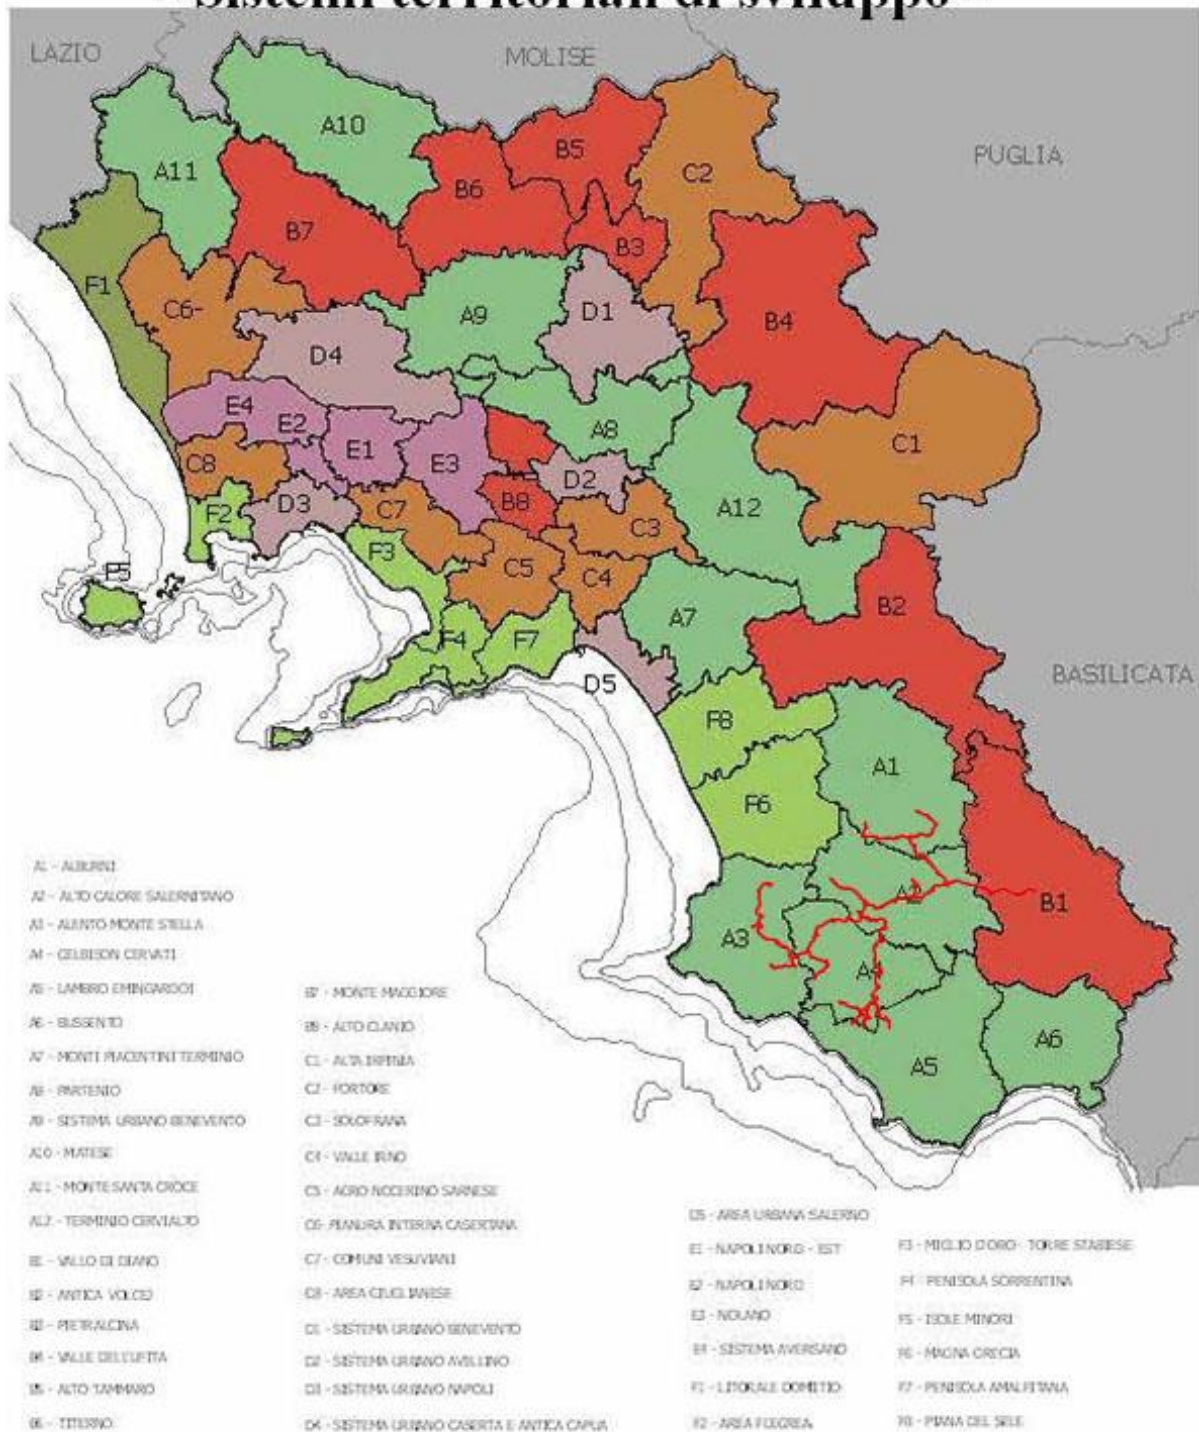 Sistemi territoriali di sviluppo
LAZIO
MOLISE
PUGLIA
BASILICATA
A10
A11
B5
B6
C2
B7
B3
F1
C6-
A9
D1
B4
D4
E4
E2
A8
C1
C8
E1
E3
D2
F2
D3
C7
B8
C3
A12
F3
C5
C4
F5
B2
F4
F7
A7
D5
F8
A1
F6
A2
B1
A3
A4
A5
A6
A1 - ALBURNI
A2 - ALTO CALORE SALERNITANO
A3 - ALENTO MONTE STELLA
A4 - GELBISON CERVATI
A5 - LAMBRO E MINGARDO
A6 - BUSSENTO
A7 - MONTI PIACENTINI TERMINIO
A8 - PARTENIO
A9 - SISTEMA URBANO BENEVENTO
A10 - MATESE
A11 - MONTE SANTA CROCE
A12 - TERMINIO CERVIALTO
B1 - VALLO DI DIANO
B2 - ANTICA VOLCEI
B3 - PIETRALCINA
B4 - VALLE DELL'UFITA
B5 - ALTO TAMMARO
B6 - TITERNO
B7 - MONTE MAGGIORE
B8 - ALTO CLANIO
C1 - ALTA IRPINIA
C2 - FORTORE
C3 - SOLOFRANA
C4 - VALLE IRNO
C5 - AGRO NOCERINO SARNESE
C6- PIANURA INTERNA CASERTANA
C7 - COMUNI VESUVIANI
C8 - AREA GIUGLIANESE
D1 - SISTEMA URBANO BENEVENTO
D2 - SISTEMA URBANO AVELLINO
D3 - SISTEMA URBANO NAPOLI
D4 - SISTEMA URBANO CASERTA E ANTICA CAPUA
D5 - AREA URBANA SALERNO
E1 - NAPOLI NORD - EST
E2 - NAPOLI NORD
E3 - NOLANO
E4 - SISTEMA AVERSANO
F1 - LITORALE DOMITIO
F2 - AREA FLEGREA
F3 - MIGLIO D'ORO - TORRE STABIESE
F4 - PENISOLA SORRENTINA
F5 - ISOLE MINORI
F6 - MAGNA GRECIA
F7 - PENISOLA AMALFITANA
F8 - PIANA DEL SELE